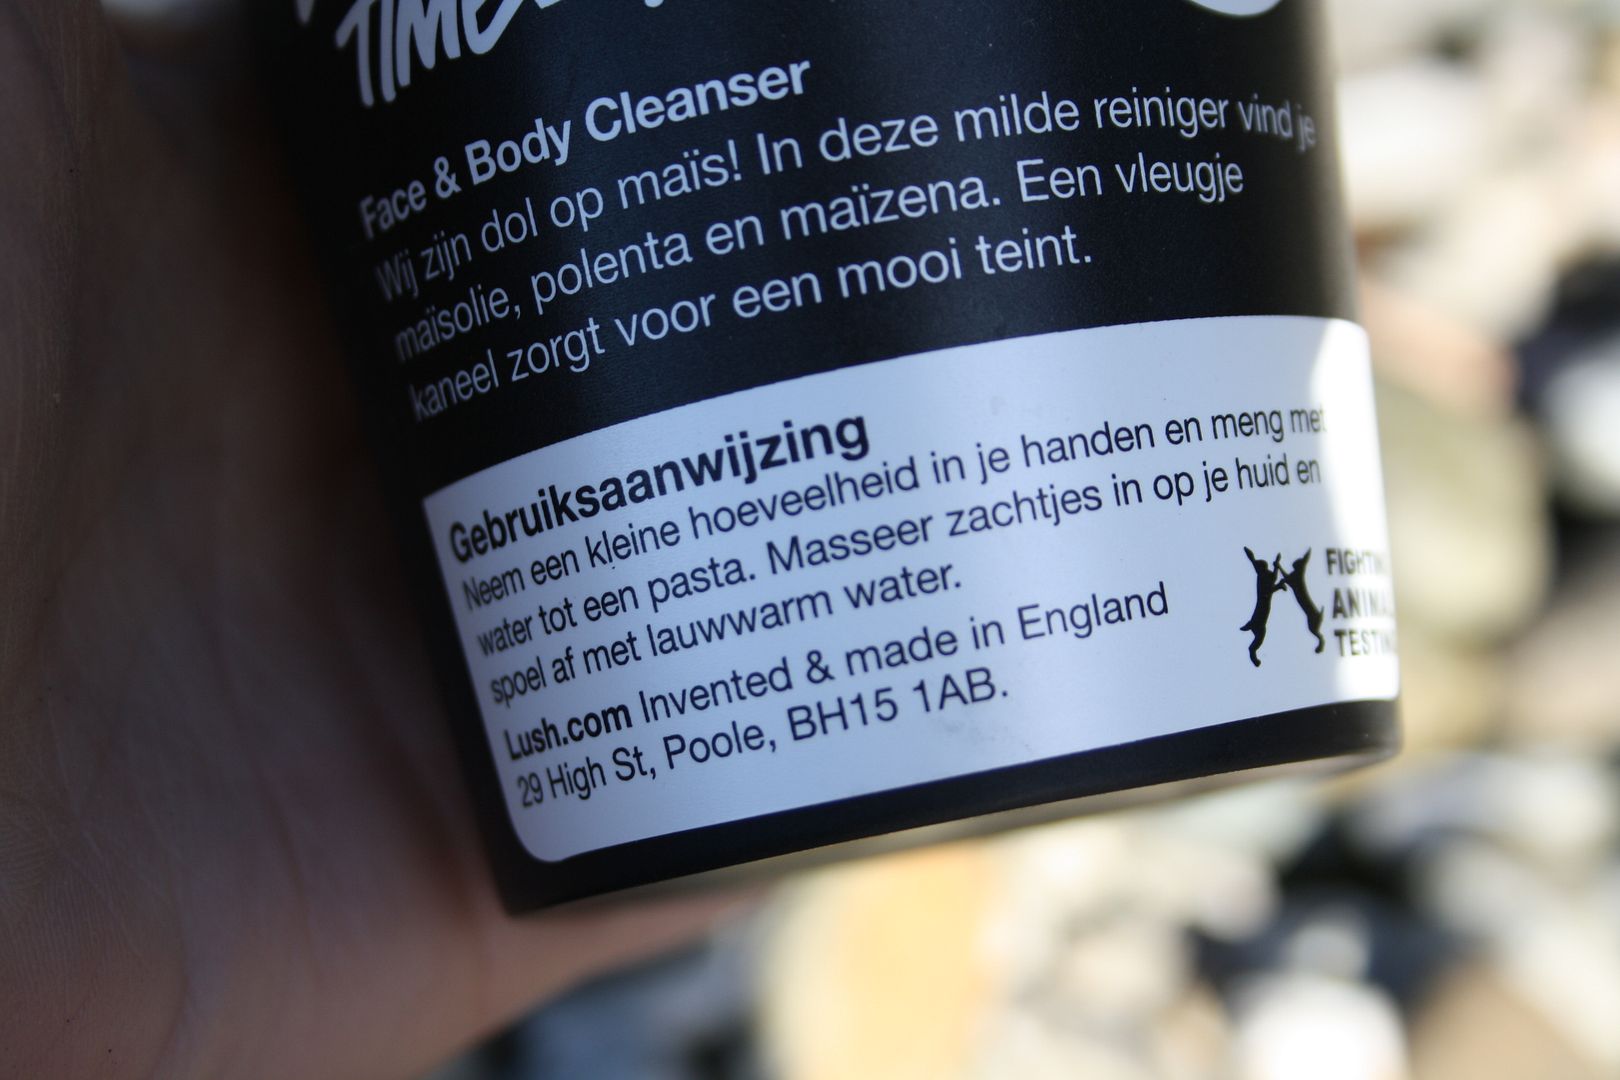 TIME
Face & Body Cleanser
Wij zijn dol op maïs! In deze milde reiniger vind je
maïsolie, polenta en maïzena. Een vleugje
kaneel zorgt voor een mooi teint.
Gebruiksaanwijzing
Neem een kleine hoeveelheid in je handen en meng met
water tot een pasta. Masseer zachtjes in op je huid en
spoel af met lauwwarm water.
Lush.com Invented & made in England
29 High St, Poole, BH15 1AB.